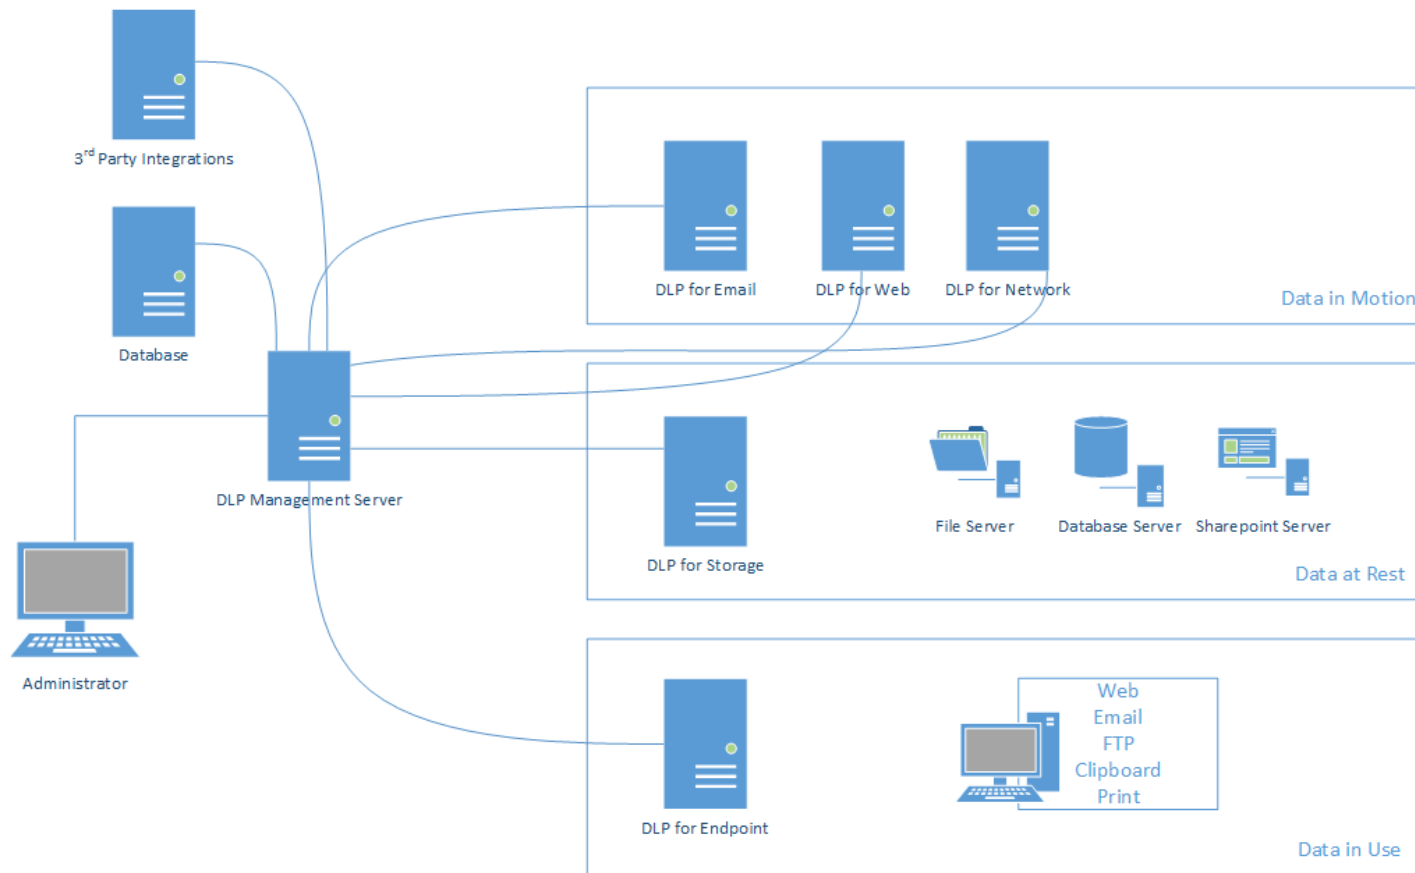 3rd Party Integrations
Database
DLP Management Server
Administrator
DLP for Email
DLP for Web
DLP for Network
Data in Motion
DLP for Storage
File Server
Database Server
Sharepoint Server
Data at Rest
DLP for Endpoint
Web
Email
FTP
Clipboard
Print
Data in Use